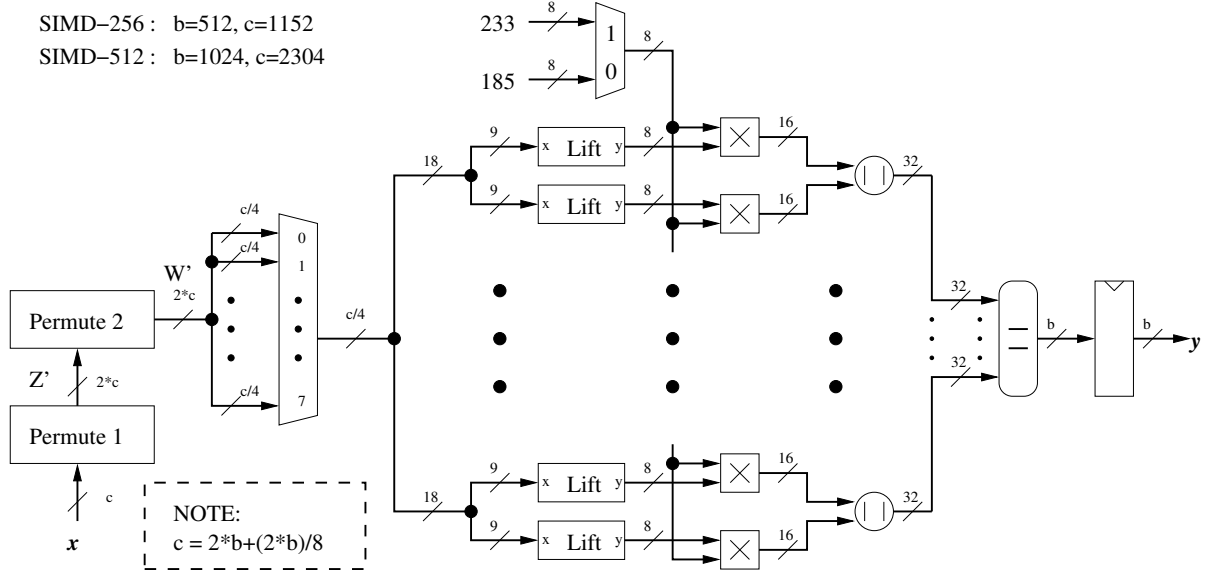 SIMD−256 : b=512, c=1152
SIMD−512 : b=1024, c=2304
233
8
185
8
1
0
8
18
9
x Lift y
8
16
9
x Lift y
8
16
| |
32
c/4
c/4
c/4
0
1
7
W'
2*c
Permute 2
Z'
2*c
Permute 1
c
x
c/4
32
32
| |
b
b
y
18
9
x Lift y
8
16
9
x Lift y
8
16
| |
32
NOTE:
c = 2*b+(2*b)/8